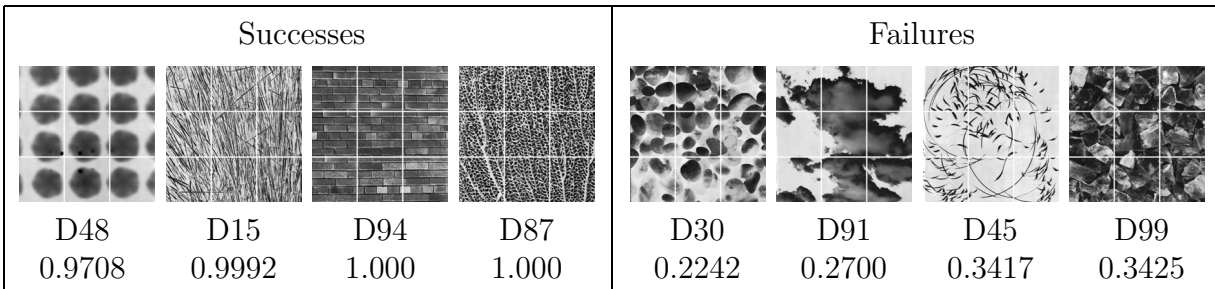 Successes
Failures
D48 D15 D94 D87 D30 D91 D45 D99
0.9708 0.9992 1.000 1.000 0.2242 0.2700 0.3417 0.3425